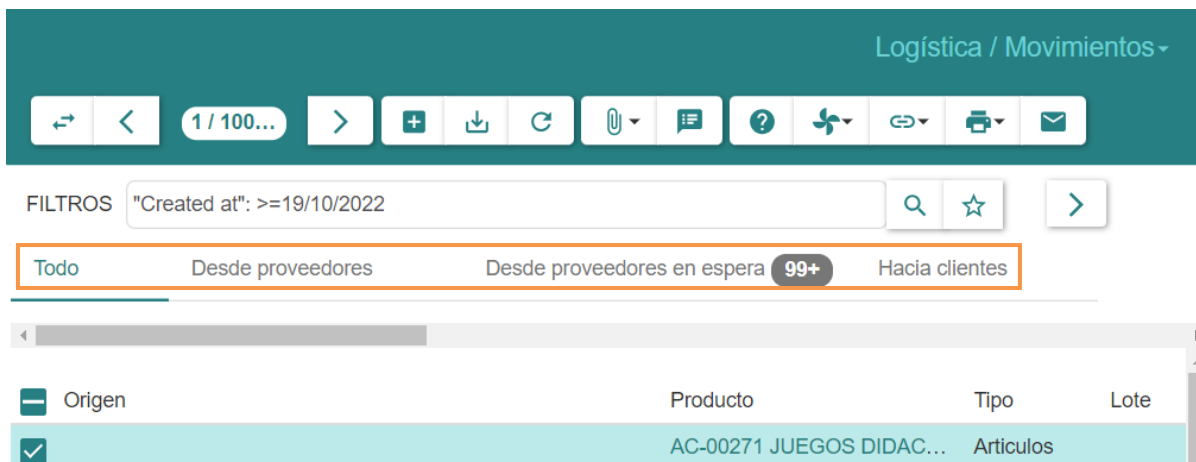 Logística / Movimientos
1 / 100...
FILTROS "Created at": >=19/10/2022
Todo Desde proveedores Desde proveedores en espera 99+ Hacia clientes
Origen Producto Tipo Lote
AC-00271 JUEGOS DIDAC... Articulos